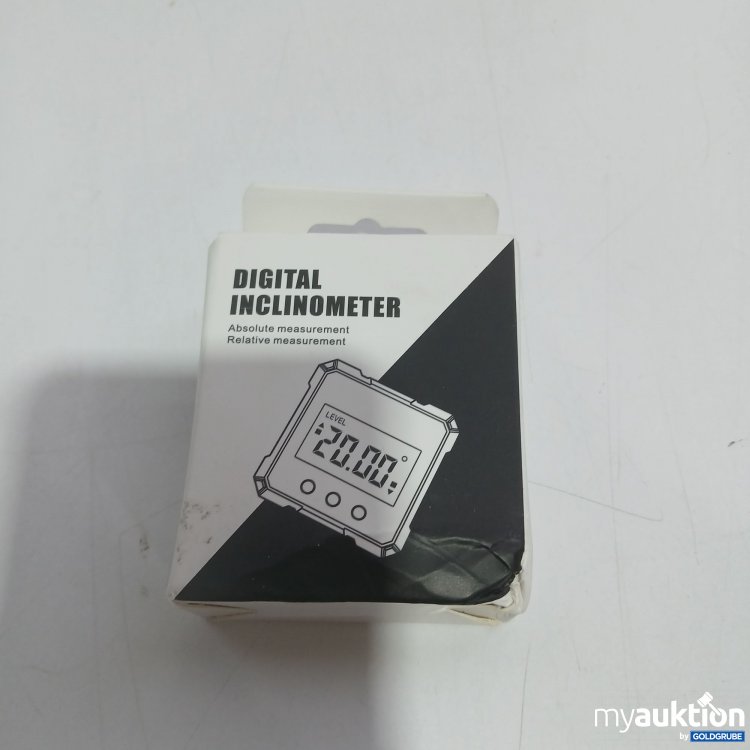 DIGITAL
INCLINOMETER
Absolute measurement
Relative measurement
LEVEL
20.00°
myauktion
by GOLDGRUBE